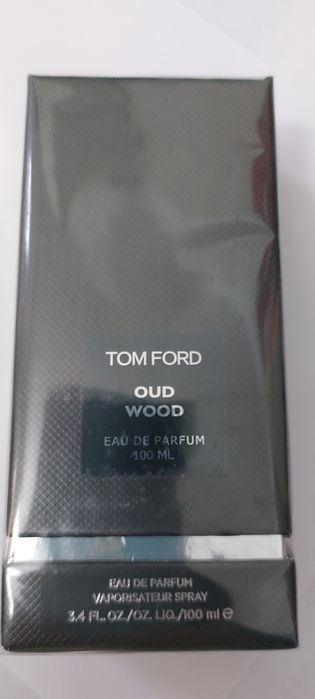 TOM FORD
OUD
WOOD
EAU DE PARFUM
100 ML
EAU DE PARFUM
VAPORISATEUR SPRAY
3.4 FL. OZ./OZ. LIQ./100 ml ℮